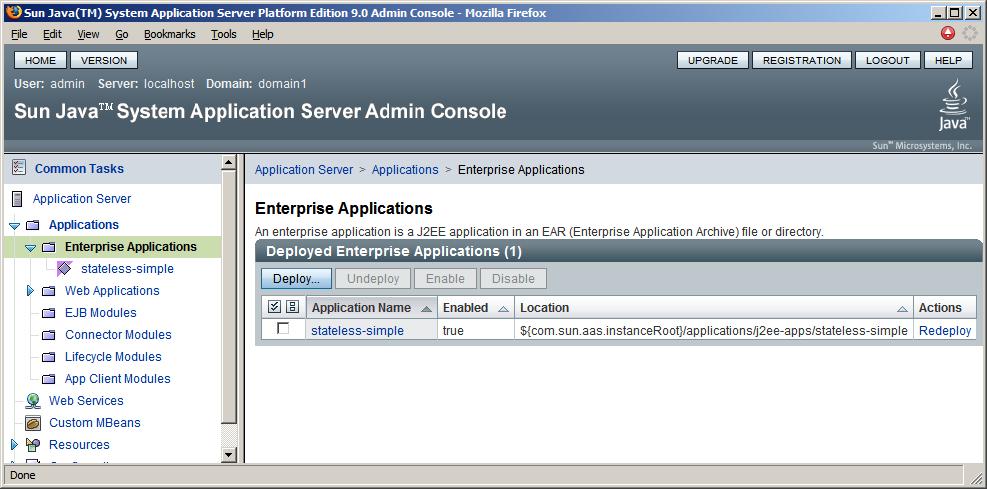 Sun Java(TM) System Application Server Platform Edition 9.0 Admin Console - Mozilla Firefox
File Edit View Go Bookmarks Tools Help
HOME VERSION UPGRADE REGISTRATION LOGOUT HELP
User: admin Server: localhost Domain: domain1
Sun Java™ System Application Server Admin Console
Java™
Sun™ Microsystems, Inc.
Common Tasks
Application Server
Applications
Enterprise Applications
stateless-simple
Web Applications
EJB Modules
Connector Modules
Lifecycle Modules
App Client Modules
Web Services
Custom MBeans
Resources
Application Server > Applications > Enterprise Applications
Enterprise Applications
An enterprise application is a J2EE application in an EAR (Enterprise Application Archive) file or directory.
Deployed Enterprise Applications (1)
Deploy... Undeploy Enable Disable
Application Name Enabled Location Actions
stateless-simple true ${com.sun.aas.instanceRoot}/applications/j2ee-apps/stateless-simple Redeploy
Done